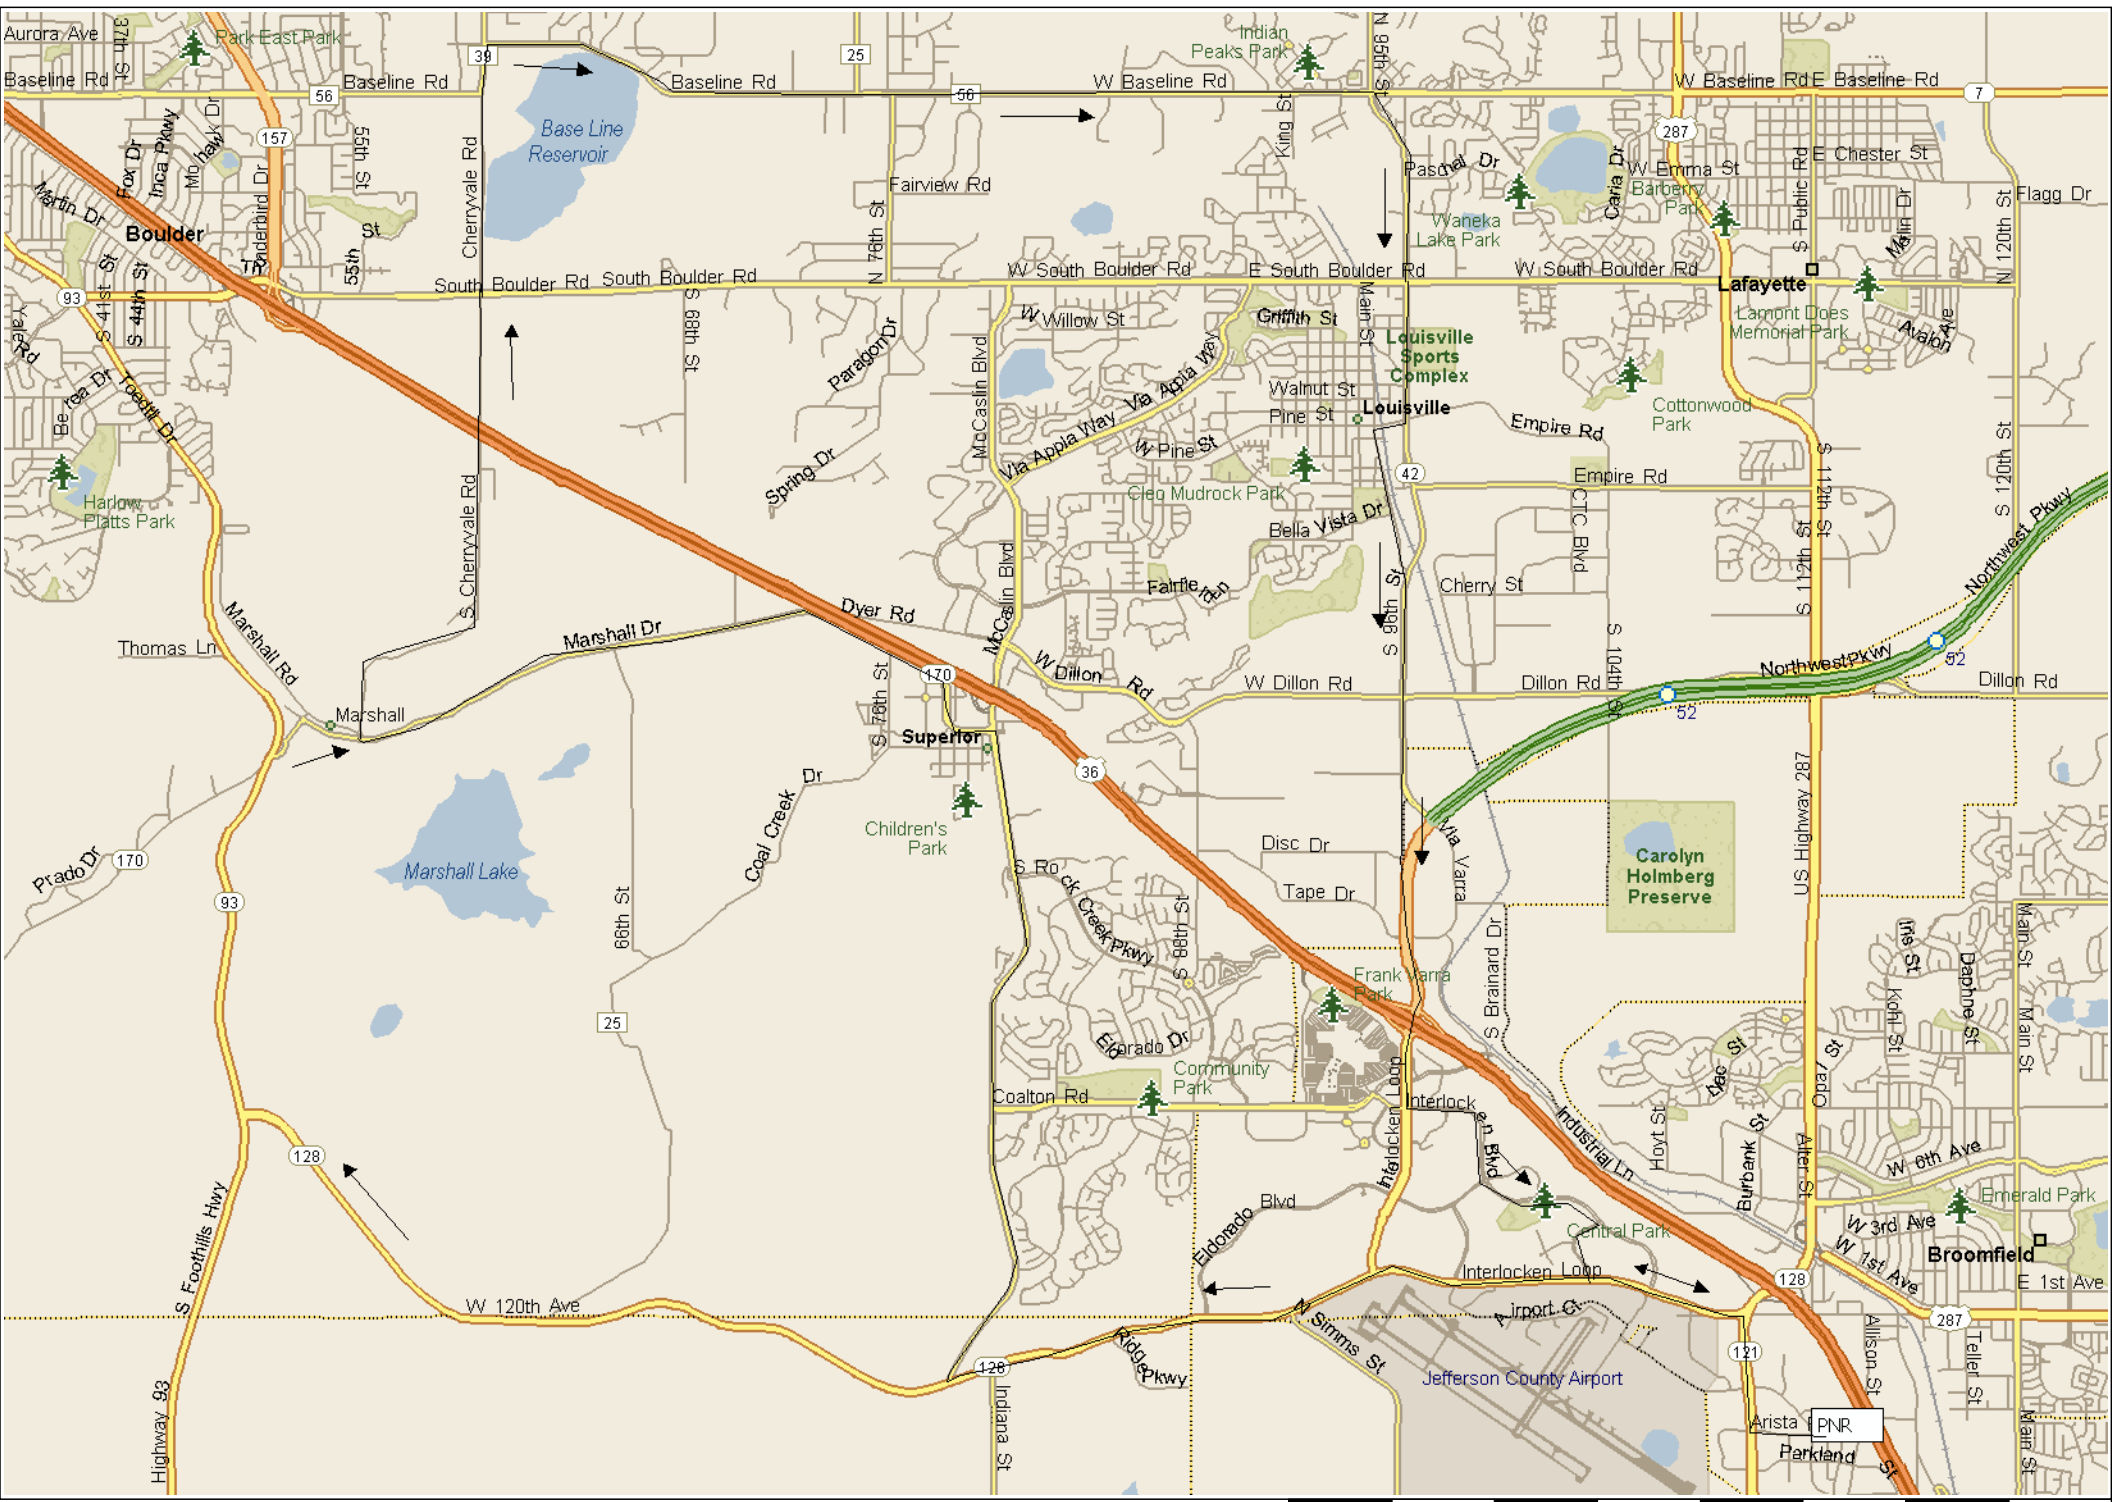 Aurora Ave
37th St
Park East Park
39
25
Indian
Peaks Park
N 95th St
Baseline Rd
56
Baseline Rd
Baseline Rd
56
W Baseline Rd
W Baseline Rd
E Baseline Rd
7
157
Base Line
Reservoir
Cherryvale Rd
55th St
Fox Dr
Inca Pkwy
Mohawk Dr
King St
287
Paschal Dr
Caria Dr
W Emma St
E Chester St
S Public Rd
Barberry
Park
Merlin Dr
N 120th St
Flagg Dr
Fairview Rd
N 76th St
Martin Dr
Boulder
55th St
Waneka
Lake Park
93
S 41st St
S 44th St
South Boulder Rd
South Boulder Rd
W South Boulder Rd
E South Boulder Rd
W South Boulder Rd
Lafayette
Lamont Does
Memorial Park
Avalon Ave
Yale Rd
S 68th St
Paragon Dr
W Willow St
McCaslin Blvd
Griffith St
Main St
Louisville
Sports
Complex
Berea Dr
Toedtli Dr
Via Appia Way
Via Appia Way
Walnut St
Pine St
Louisville
W Pine St
Empire Rd
Cottonwood
Park
Harlow
Platts Park
Spring Dr
Cleo Mudrock Park
42
Empire Rd
CTC Blvd
S 112th St
S 120th St
Northwest Pkwy
Bella Vista Dr
S Cherryvale Rd
McCaslin Blvd
S 112th St
Cherry St
S 96th St
Marshall Rd
Thomas Ln
Marshall Dr
Dyer Rd
McCaslin Blvd
S 104th St
Northwest Pkwy
52
W Dillon Rd
W Dillon Rd
Dillon Rd
52
Dillon Rd
170
S 76th St
Marshall
Superior
36
Coal Creek Dr
Children's
Park
Marshall Lake
Prado Dr
170
93
66th St
S Rock Creek Pkwy
S 88th St
Disc Dr
Tape Dr
Via Varra
Carolyn
Holmberg
Preserve
US Highway 287
S Brainard Dr
Frank Varra
Park
Iris St
Daphne St
Kohl St
Main St
Main St
25
Eldorado Dr
Community
Park
Coalton Rd
Interlocken Loop
Interlocken Blvd
Industrial Ln
Opal St
Hoyt St
Burbank St
Alter St
W 6th Ave
Emerald Park
128
S Foothills Hwy
Eldorado Blvd
Central Park
W 3rd Ave
W 1st Ave
Broomfield
E 1st Ave
Interlocken Loop
128
287
W 120th Ave
N Simms St
Airport Ct
Ridge Pkwy
128
121
Allison St
Teller St
Jefferson County Airport
Highway 93
Indiana St
Arista
PNR
Parkland
St
Main St